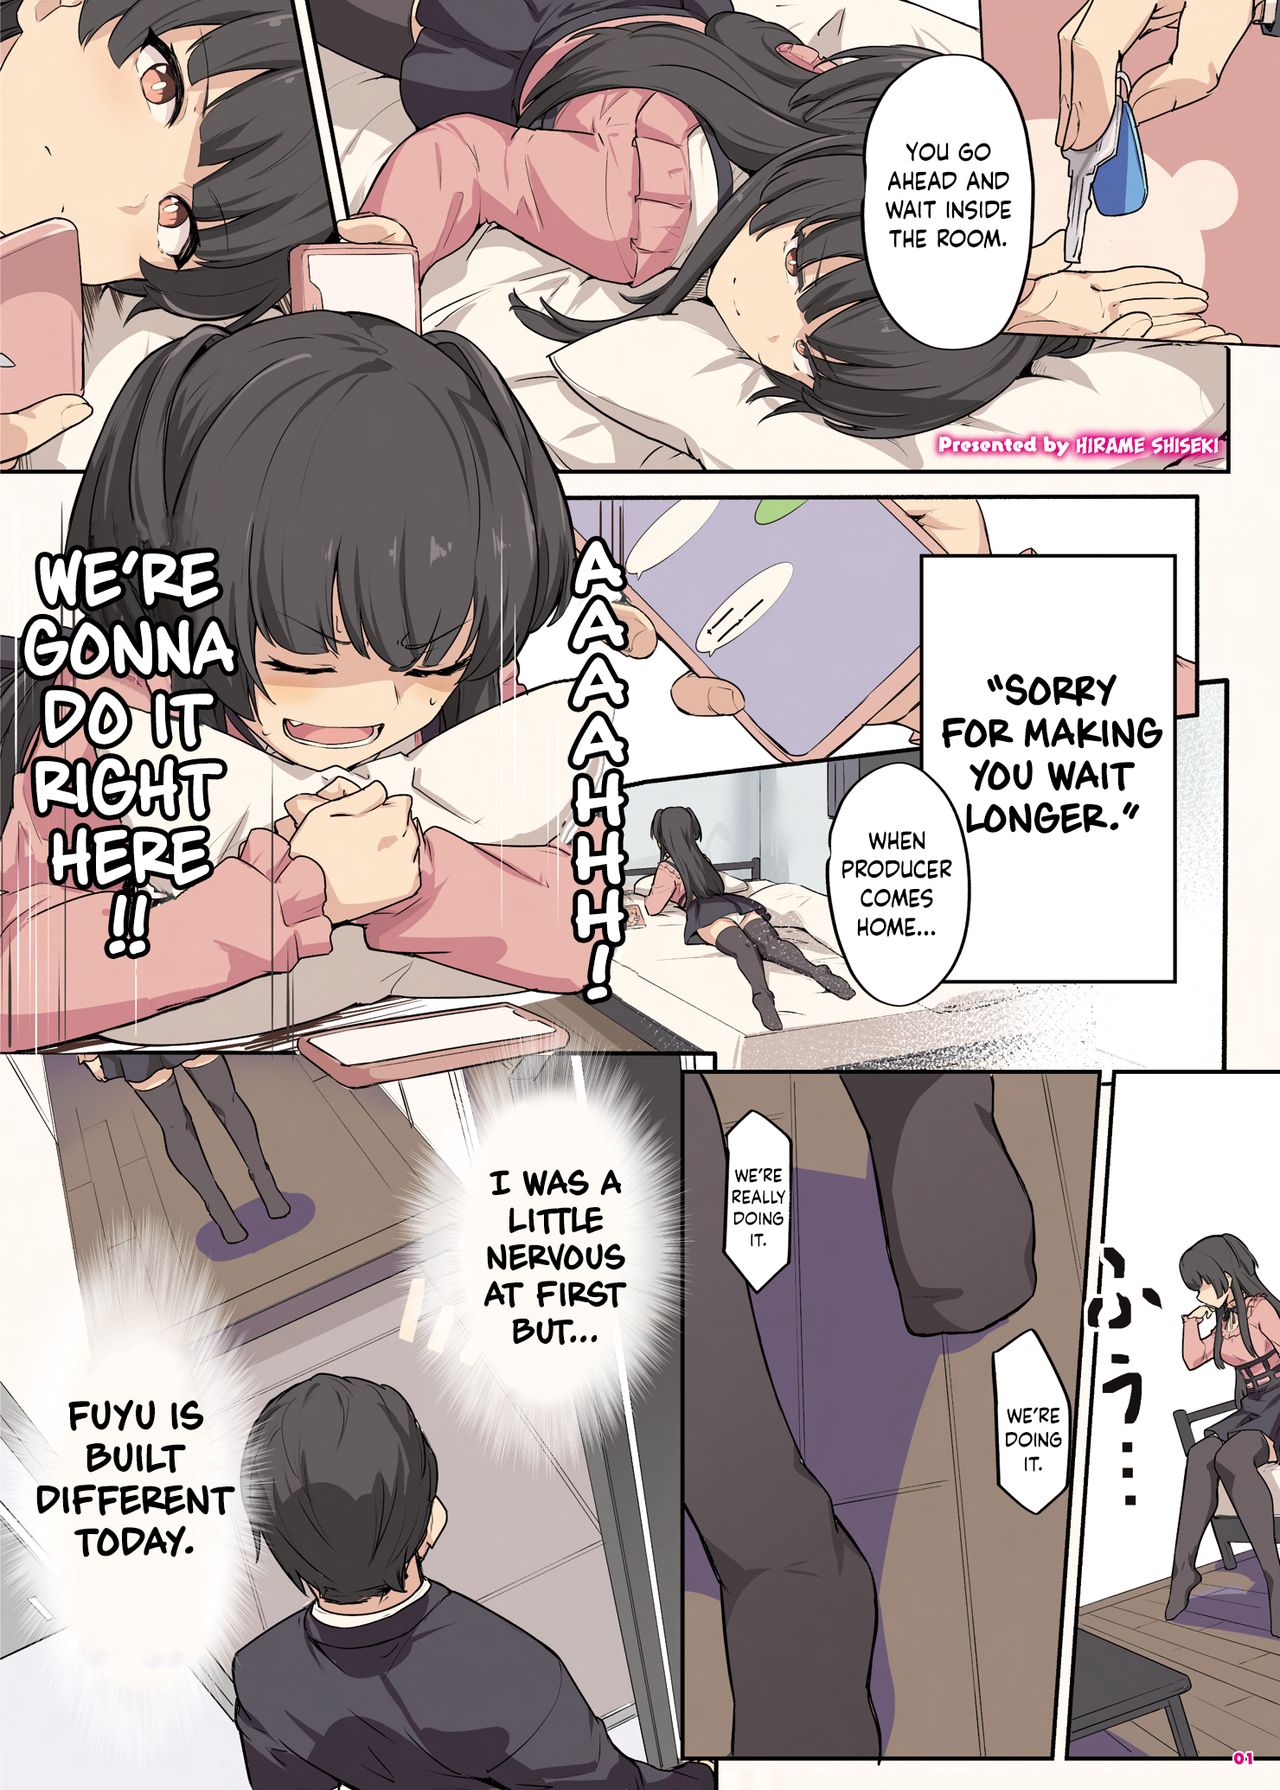 YOU GO
AHEAD AND
WAIT INSIDE
THE ROOM.
Presented by HIRAME SHISEKI
"SORRY
FOR MAKING
YOU WAIT
LONGER."
WHEN
PRODUCER
COMES
HOME...
AAAAAHHH!
WE'RE
GONNA
DO IT
RIGHT
HERE
!!
WE'RE
REALLY
DOING
IT.
WE'RE
DOING
IT.
ふぅ...
I WAS A
LITTLE
NERVOUS
AT FIRST
BUT...
FUYU IS
BUILT
DIFFERENT
TODAY.
01